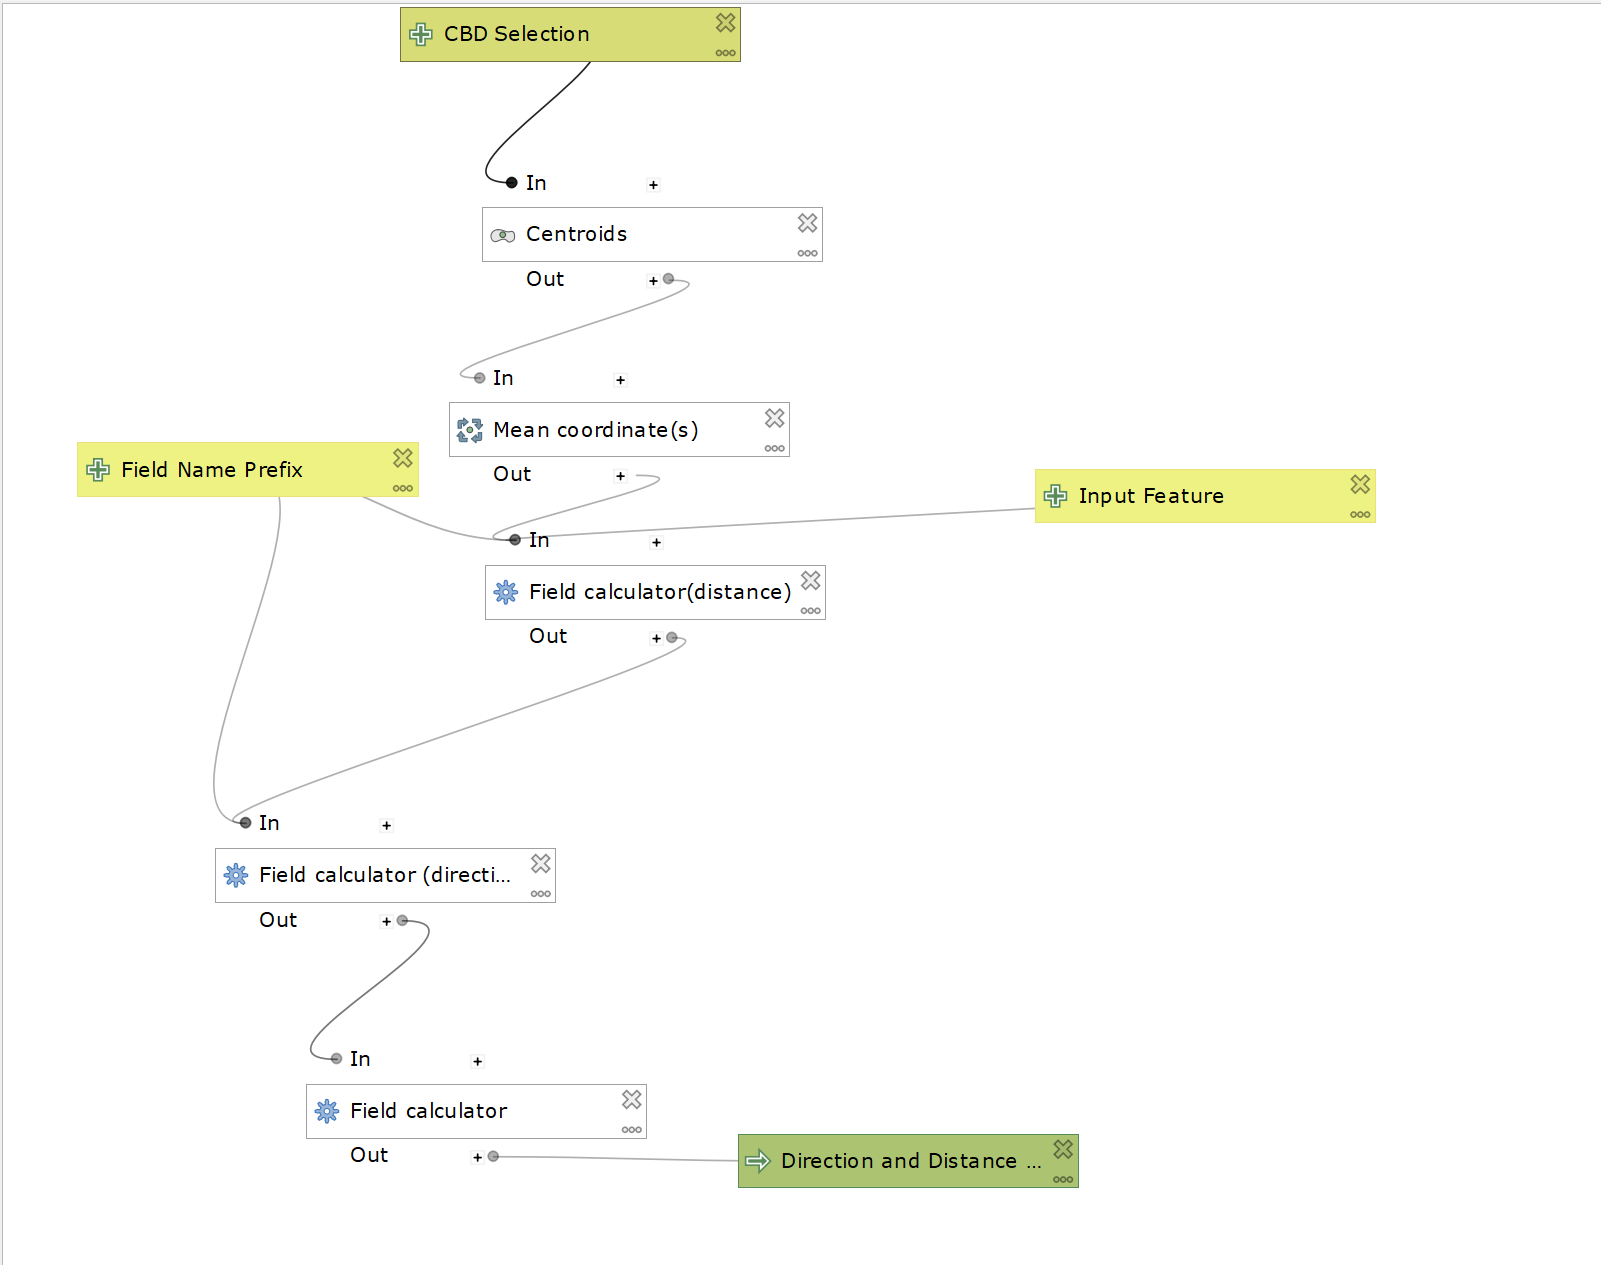 CBD Selection
In
Centroids
Out
In
Mean coordinate(s)
Out
Field Name Prefix
Input Feature
In
Field calculator(distance)
Out
In
Field calculator (directi...
Out
In
Field calculator
Out
Direction and Distance ...